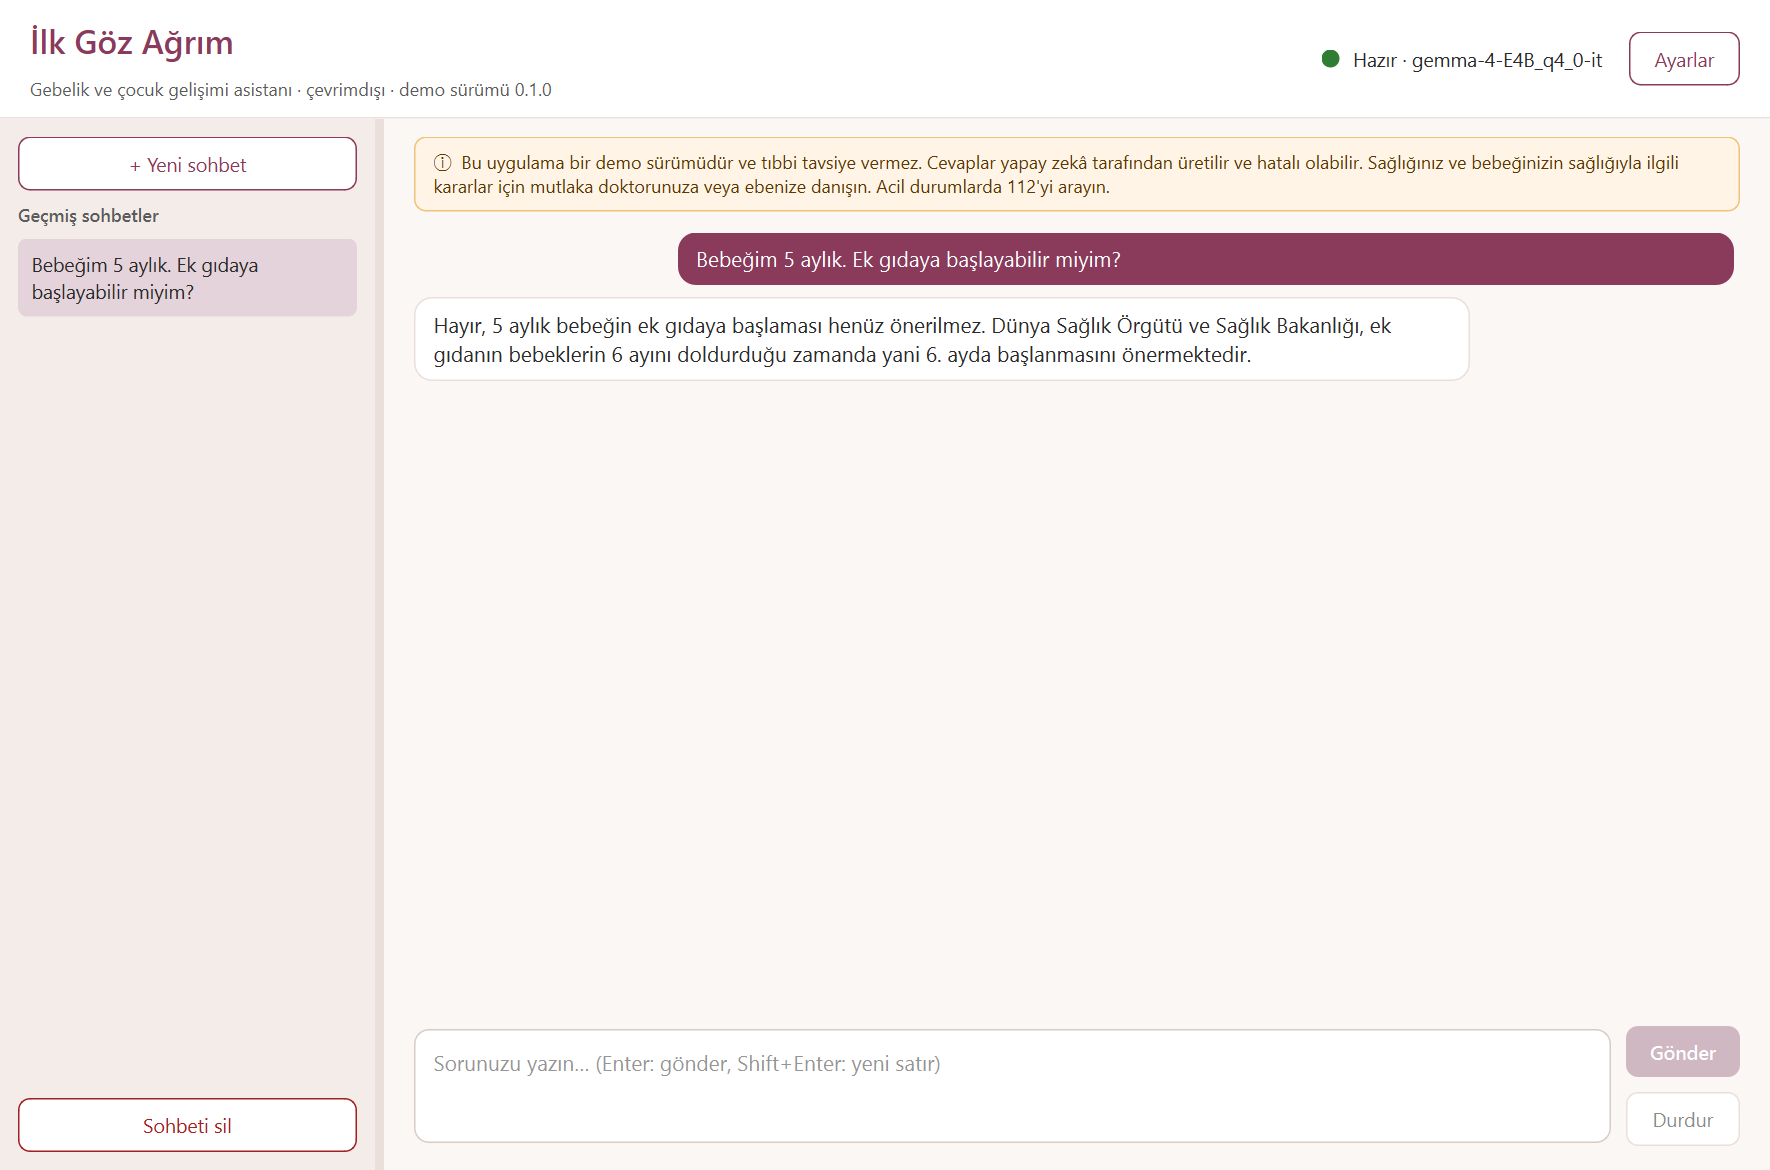 İlk Göz Ağrım
Gebelik ve çocuk gelişimi asistanı · çevrimdışı · demo sürümü 0.1.0
Hazır · gemma-4-E4B_q4_0-it
Ayarlar
+ Yeni sohbet
Geçmiş sohbetler
Bebeğim 5 aylık. Ek gıdaya
başlayabilir miyim?
Sohbeti sil
ⓘ Bu uygulama bir demo sürümüdür ve tıbbi tavsiye vermez. Cevaplar yapay zekâ tarafından üretilir ve hatalı olabilir. Sağlığınız ve bebeğinizin sağlığıyla ilgili
kararlar için mutlaka doktorunuza veya ebenize danışın. Acil durumlarda 112'yi arayın.
Bebeğim 5 aylık. Ek gıdaya başlayabilir miyim?
Hayır, 5 aylık bebeğin ek gıdaya başlaması henüz önerilmez. Dünya Sağlık Örgütü ve Sağlık Bakanlığı, ek
gıdanın bebeklerin 6 ayını doldurduğu zamanda yani 6. ayda başlanmasını önermektedir.
Sorunuzu yazın... (Enter: gönder, Shift+Enter: yeni satır)
Gönder
Durdur